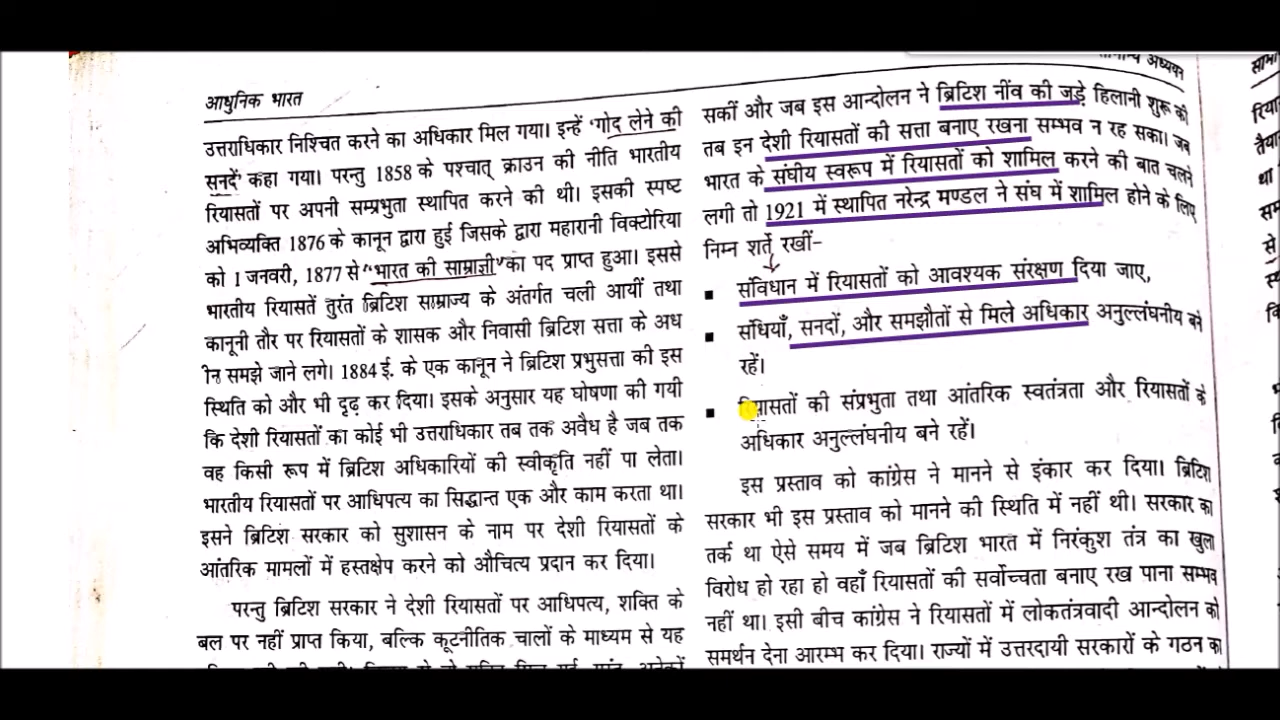 आधुनिक भारत
सामान्य अध्ययन
उत्तराधिकार निश्चित करने का अधिकार मिल गया। इन्हें 'गोद लेने की
सनदें' कहा गया। परन्तु 1858 के पश्चात् क्राउन की नीति भारतीय
रियासतों पर अपनी सम्प्रभुता स्थापित करने की थी। इसकी स्पष्ट
अभिव्यक्ति 1876 के कानून द्वारा हुई जिसके द्वारा महारानी विक्टोरिया
को 1 जनवरी, 1877 से "भारत की साम्राज्ञी" का पद प्राप्त हुआ। इससे
भारतीय रियासतें तुरंत ब्रिटिश साम्राज्य के अंतर्गत चली आयीं तथा
कानूनी तौर पर रियासतों के शासक और निवासी ब्रिटिश सत्ता के अध
ीन समझे जाने लगे। 1884 ई. के एक कानून ने ब्रिटिश प्रभुसत्ता की इस
स्थिति को और भी दृढ़ कर दिया। इसके अनुसार यह घोषणा की गयी
कि देशी रियासतों का कोई भी उत्तराधिकार तब तक अवैध है जब तक
वह किसी रूप में ब्रिटिश अधिकारियों की स्वीकृति नहीं पा लेता।
भारतीय रियासतों पर आधिपत्य का सिद्धान्त एक और काम करता था।
इसने ब्रिटिश सरकार को सुशासन के नाम पर देशी रियासतों के
आंतरिक मामलों में हस्तक्षेप करने को औचित्य प्रदान कर दिया।
परन्तु ब्रिटिश सरकार ने देशी रियासतों पर आधिपत्य, शक्ति के
बल पर नहीं प्राप्त किया, बल्कि कूटनीतिक चालों के माध्यम से यह
सकीं और जब इस आन्दोलन ने ब्रिटिश नींव की जड़े हिलानी शुरू की
तब इन देशी रियासतों की सत्ता बनाए रखना सम्भव न रह सका। जब
भारत के संघीय स्वरूप में रियासतों को शामिल करने की बात चलने
लगी तो 1921 में स्थापित नरेन्द्र मण्डल ने संघ में शामिल होने के लिए
निम्न शर्ते रखीं–
▪ संविधान में रियासतों को आवश्यक संरक्षण दिया जाए,
▪ संधियाँ, सनदों, और समझौतों से मिले अधिकार अनुल्लंघनीय बने
रहें।
▪ रियासतों की संप्रभुता तथा आंतरिक स्वतंत्रता और रियासतों के
अधिकार अनुल्लंघनीय बने रहें।
इस प्रस्ताव को कांग्रेस ने मानने से इंकार कर दिया। ब्रिटिश
सरकार भी इस प्रस्ताव को मानने की स्थिति में नहीं थी। सरकार का
तर्क था ऐसे समय में जब ब्रिटिश भारत में निरंकुश तंत्र का खुला
विरोध हो रहा हो वहाँ रियासतों की सर्वोच्चता बनाए रख पाना सम्भव
नहीं था। इसी बीच कांग्रेस ने रियासतों में लोकतंत्रवादी आन्दोलन को
समर्थन देना आरम्भ कर दिया। राज्यों में उत्तरदायी सरकारों के गठन का